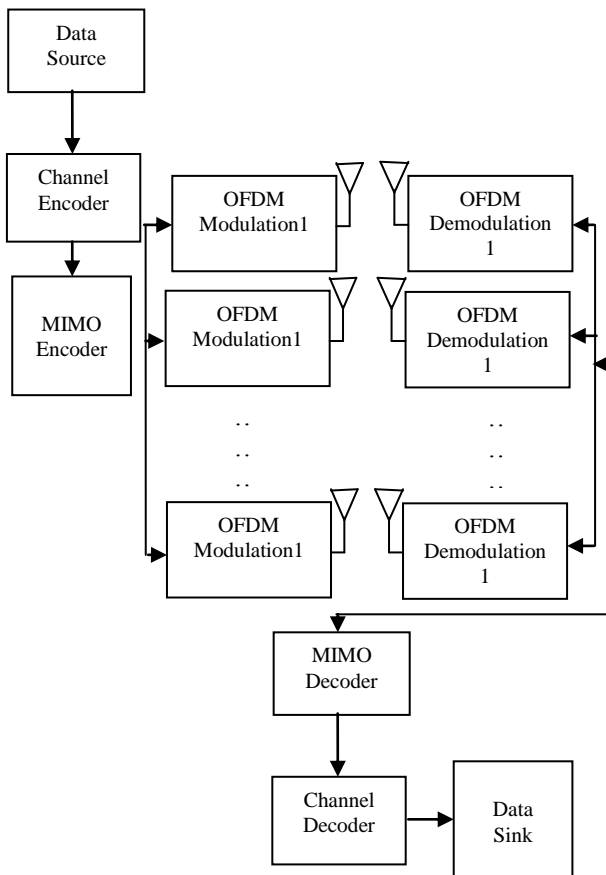 Data
Source
Channel
Encoder
MIMO
Encoder
OFDM
Modulation1
OFDM
Demodulation
1
OFDM
Modulation1
OFDM
Demodulation
1
. .
. .
.
.
. .
. .
OFDM
Modulation1
OFDM
Demodulation
1
MIMO
Decoder
Channel
Decoder
Data
Sink